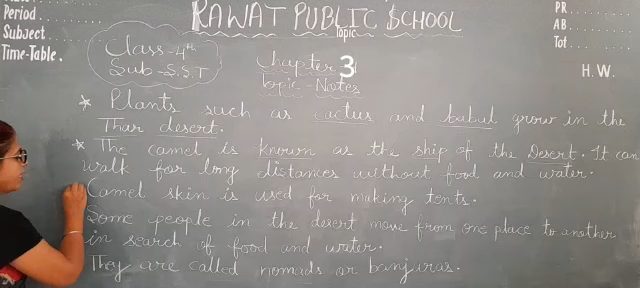 RAWAT PUBLIC SCHOOL
Period
Subject
Time-Table.
Topic
PR
AB
Tot
H.W.
Class - 4th
Sub - S.S.T
Chapter 3
Topic - Notes
* Plants such as cactus and babul grow in the
Thar desert.
* The camel is known as the ship of the Desert. It can
walk for long distances without food and water.
Camel skin is used for making tents.
Some people in the desert move from one place to another
in search of food and water.
They are called nomads or banjuras.